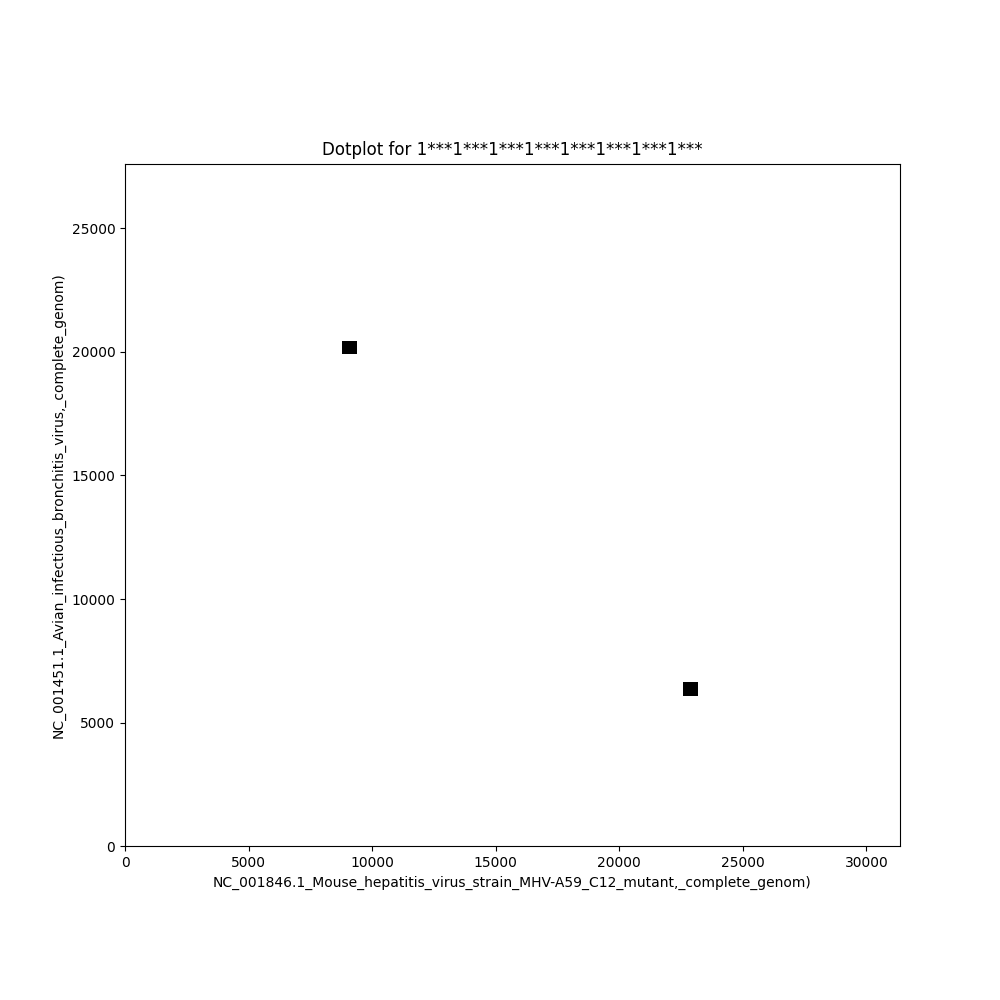 Dotplot for 1***1***1***1***1***1***1***1***
25000
20000
15000
10000
5000
0
NC_001451.1_Avian_infectious_bronchitis_virus,_complete_genom)
0 5000 10000 15000 20000 25000 30000
NC_001846.1_Mouse_hepatitis_virus_strain_MHV-A59_C12_mutant,_complete_genom)